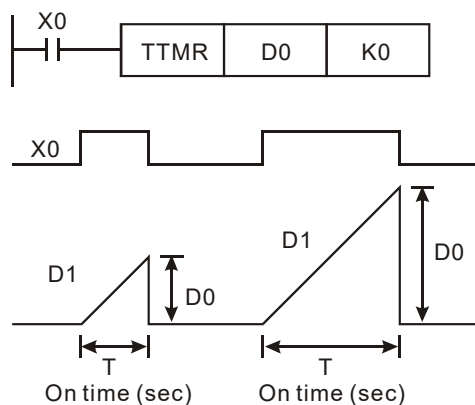 X0
TTMR D0 K0
X0
D1 D0 D1 D0
T T
On time (sec) On time (sec)